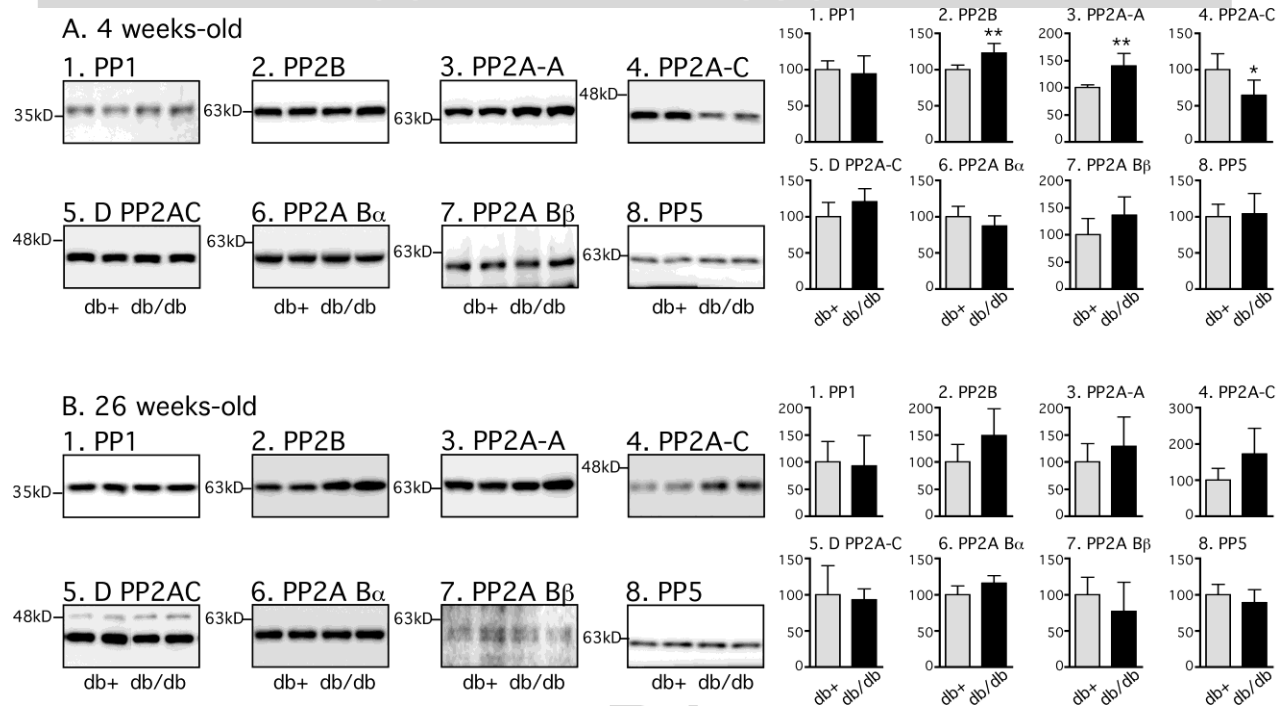 A. 4 weeks-old
1. PP1
2. PP2B
3. PP2A-A
4. PP2A-C
35kD
63kD
63kD
48kD
5. D PP2AC
6. PP2A Bα
7. PP2A Bβ
8. PP5
48kD
63kD
63kD
63kD
db+ db/db
db+ db/db
db+ db/db
db+ db/db
1. PP1
2. PP2B
3. PP2A-A
4. PP2A-C
150
100
50
0
150
100
50
0
**
200
150
100
50
0
**
150
100
50
0
*
5. D PP2A-C
6. PP2A Bα
7. PP2A Bβ
8. PP5
150
100
50
0
150
100
50
0
200
150
100
50
0
150
100
50
0
db+ db/db
db+ db/db
db+ db/db
db+ db/db
B. 26 weeks-old
1. PP1
2. PP2B
3. PP2A-A
4. PP2A-C
35kD
63kD
63kD
48kD
5. D PP2AC
6. PP2A Bα
7. PP2A Bβ
8. PP5
48kD
63kD
63kD
63kD
db+ db/db
db+ db/db
db+ db/db
db+ db/db
1. PP1
2. PP2B
3. PP2A-A
4. PP2A-C
200
150
100
50
0
200
150
100
50
0
200
150
100
50
0
300
200
100
0
5. D PP2A-C
6. PP2A Bα
7. PP2A Bβ
8. PP5
150
100
50
0
150
100
50
0
150
100
50
0
150
100
50
0
db+ db/db
db+ db/db
db+ db/db
db+ db/db